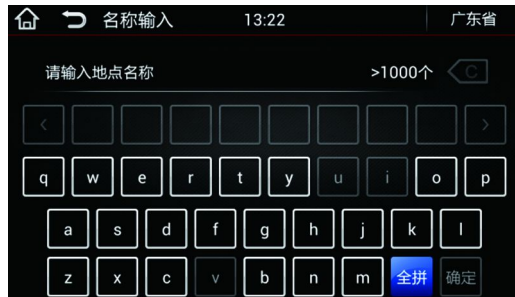 名称输入 13:22 广东省
请输入地点名称 >1000个 C
< >
q w e r t y u i o p
a s d f g h j k l
z x c v b n m 全拼 确定